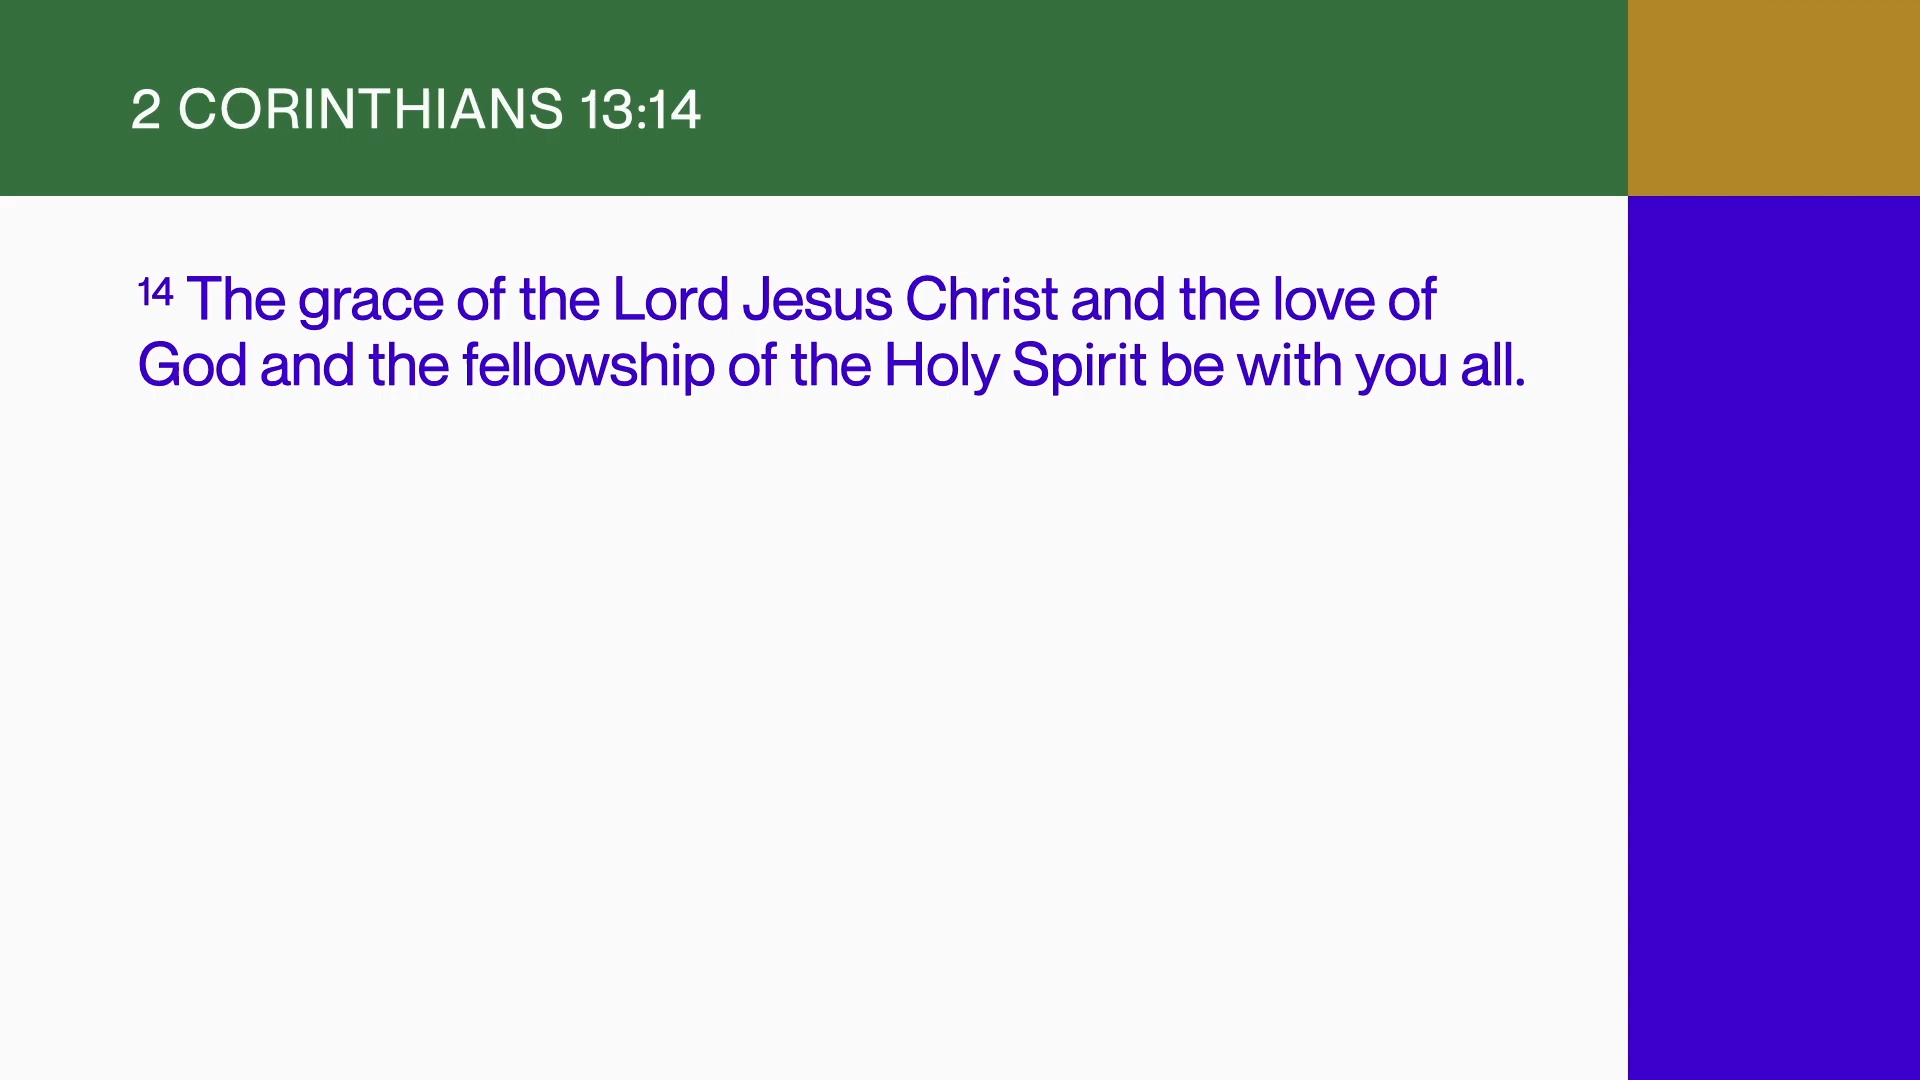 2 CORINTHIANS 13:14
14 The grace of the Lord Jesus Christ and the love of
God and the fellowship of the Holy Spirit be with you all.